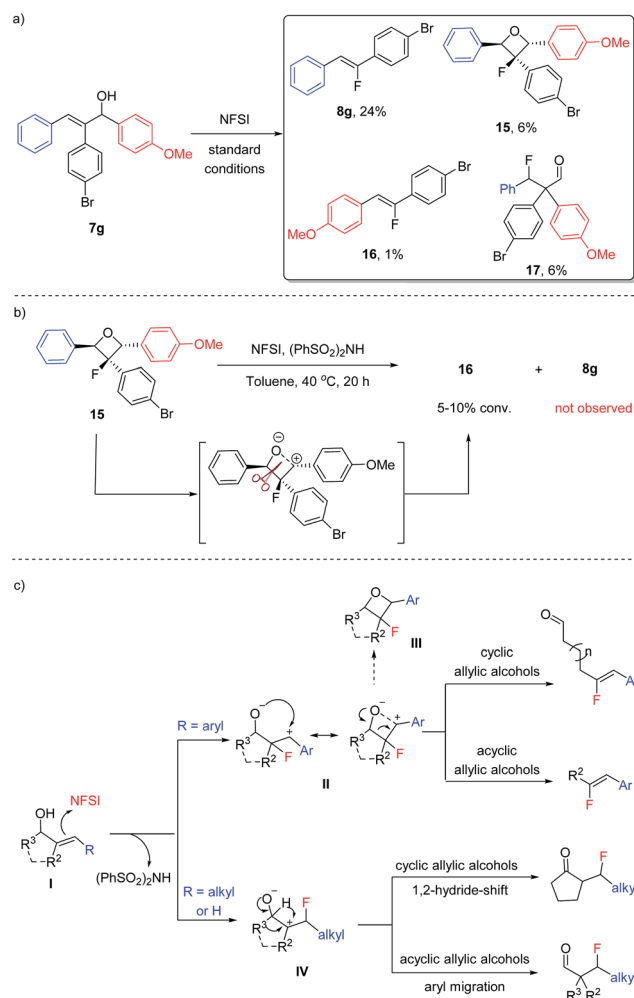 a)
OH
OMe
Br
7g
NFSI
standard
conditions
Br
F
8g, 24%
O
OMe
F
Br
15, 6%
Br
F
MeO
16, 1%
F
O
Ph
Br
OMe
17, 6%
b)
O
OMe
F
Br
15
NFSI, (PhSO2)2NH
Toluene, 40 °C, 20 h
16 + 8g
5-10% conv.
not observed
⊖
O
⊕
OMe
F
Br
c)
O
Ar
R3
R2
F
III
O
n
F
Ar
cyclic
allylic alcohols
acyclic
allylic alcohols
R2
Ar
F
R = aryl
O−
R3
+
R2
F
Ar
II
O−
+
Ar
R3
R2
F
OH
NFSI
R3
R2
R
I
(PhSO2)2NH
R = alkyl
or H
O−
H
F
R3
+
R2
alkyl
IV
cyclic allylic alcohols
1,2-hydride-shift
O
F
alkyl
acyclic allylic alcohols
aryl migration
O
F
alkyl
R3 R2